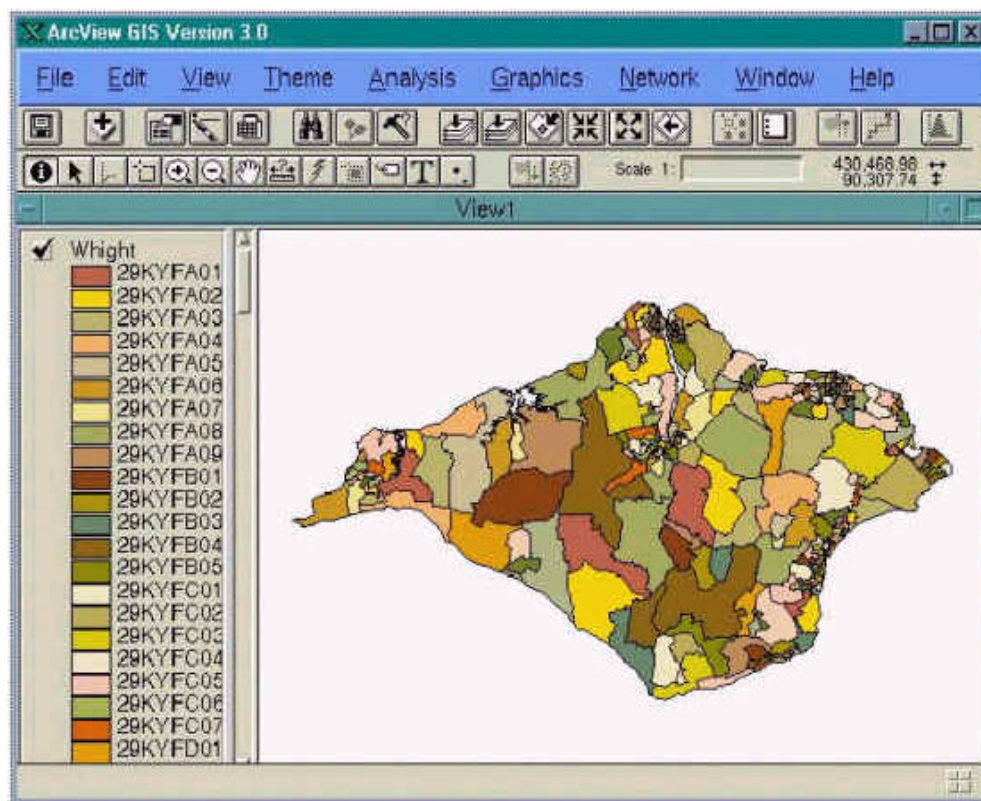 ArcView GIS Version 3.0
File Edit View Theme Analysis Graphics Network Window Help
Scale 1: 430,468.98
90,307.74
View1
Whight
29KYFA01
29KYFA02
29KYFA03
29KYFA04
29KYFA05
29KYFA06
29KYFA07
29KYFA08
29KYFA09
29KYFB01
29KYFB02
29KYFB03
29KYFB04
29KYFB05
29KYFC01
29KYFC02
29KYFC03
29KYFC04
29KYFC05
29KYFC06
29KYFC07
29KYFD01